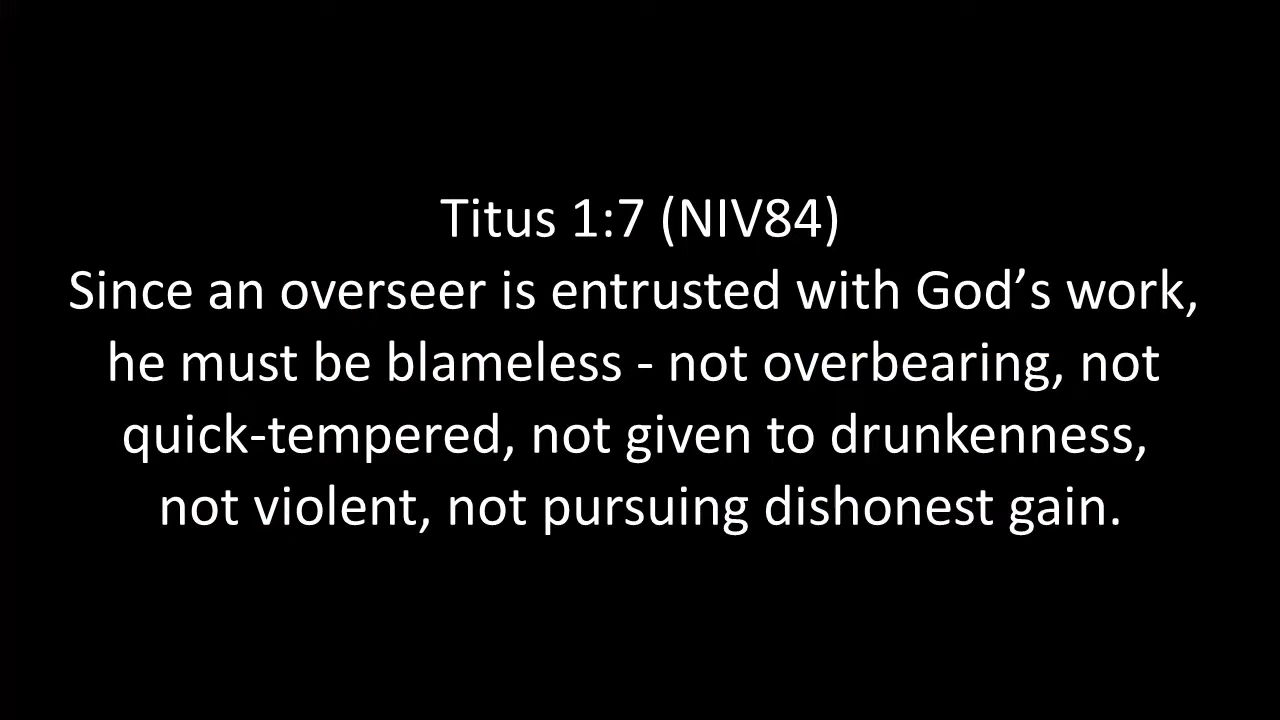 Titus 1:7 (NIV84)
Since an overseer is entrusted with God’s work,
he must be blameless - not overbearing, not
quick-tempered, not given to drunkenness,
not violent, not pursuing dishonest gain.